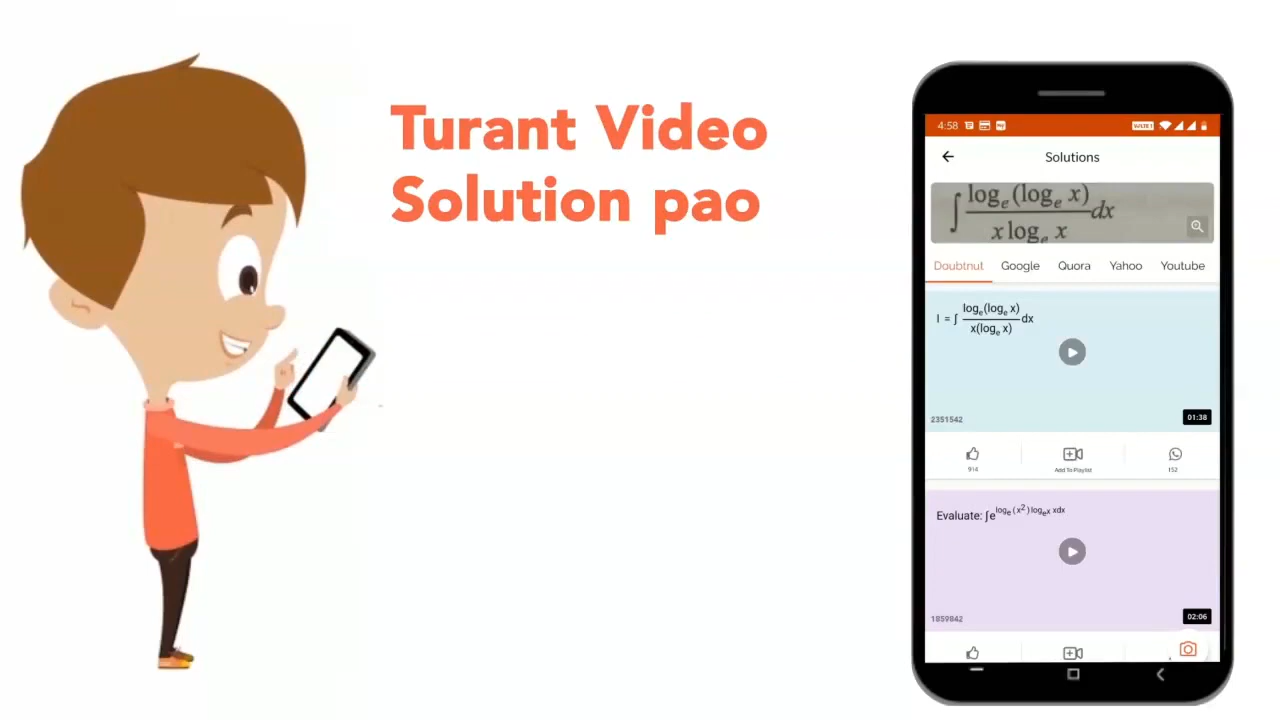 Turant Video
Solution pao
4:58
Solutions
∫ logₑ(logₑ x) / x logₑ x dx
Doubtnut Google Quora Yahoo Youtube
I = ∫ logₑ(logₑ x) / x(logₑ x) dx
2351542
01:38
914
Add To Playlist
152
Evaluate: ∫e^logₑ(x²)logₑx xdx
1859842
02:06